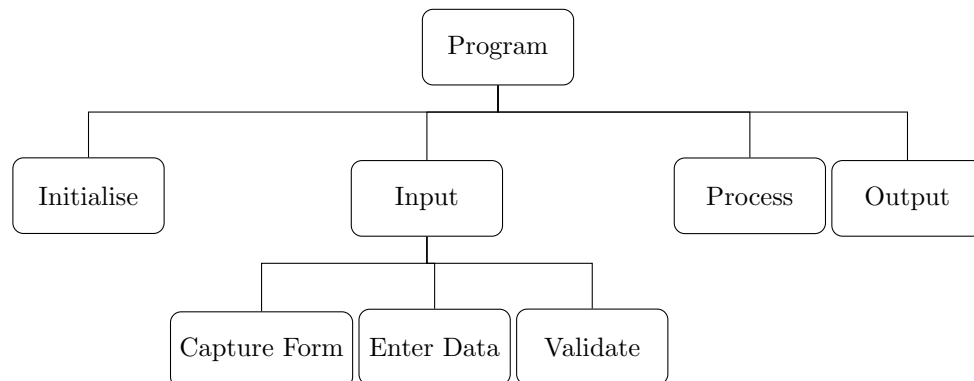 Program
Initialise
Input
Process
Output
Capture Form
Enter Data
Validate